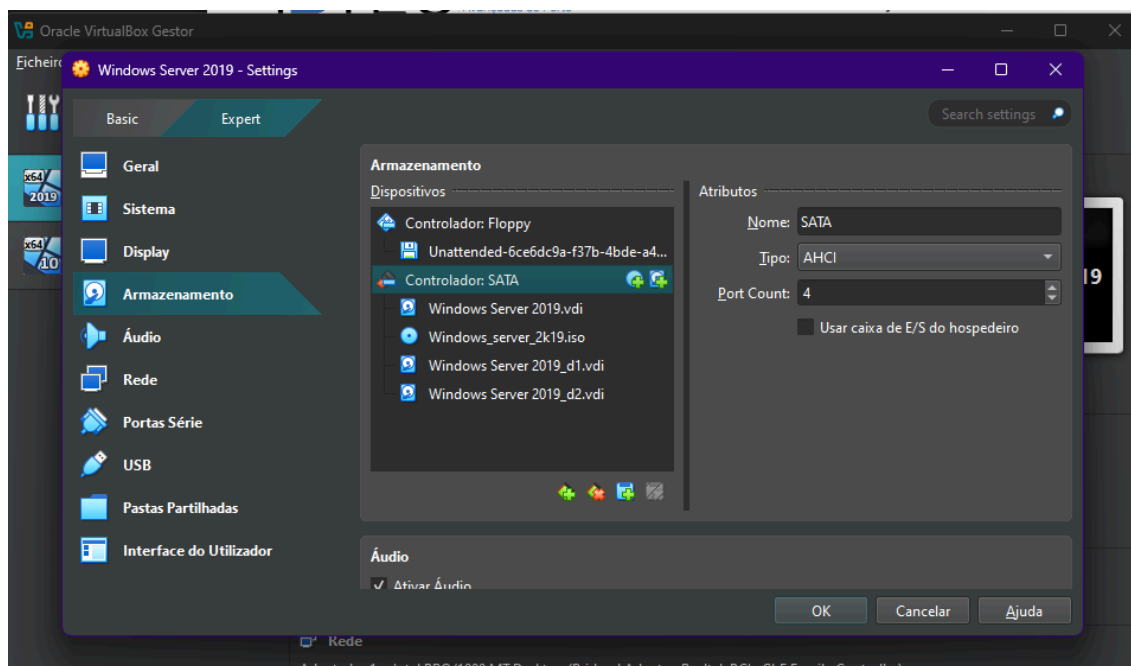 Oracle VirtualBox Gestor
Ficheiro
Windows Server 2019 - Settings
Basic
Expert
Search settings
x64
2019
x64
10
Geral
Sistema
Display
Armazenamento
Áudio
Rede
Portas Série
USB
Pastas Partilhadas
Interface do Utilizador
Armazenamento
Dispositivos
Controlador: Floppy
Unattended-6ce6dc9a-f37b-4bde-a4...
Controlador: SATA
Windows Server 2019.vdi
Windows_server_2k19.iso
Windows Server 2019_d1.vdi
Windows Server 2019_d2.vdi
Atributos
Nome: SATA
Tipo: AHCI
Port Count: 4
Usar caixa de E/S do hospedeiro
19
Áudio
Ativar Áudio
OK
Cancelar
Ajuda
Rede